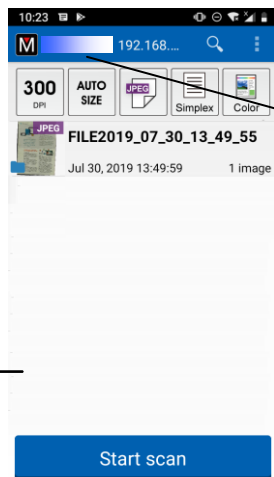 10:23
M 192.168....
300 AUTO JPEG
DPI SIZE Simplex Color
JPEG
FILE2019_07_30_13_49_55
Jul 30, 2019 13:49:59 1 image
Start scan